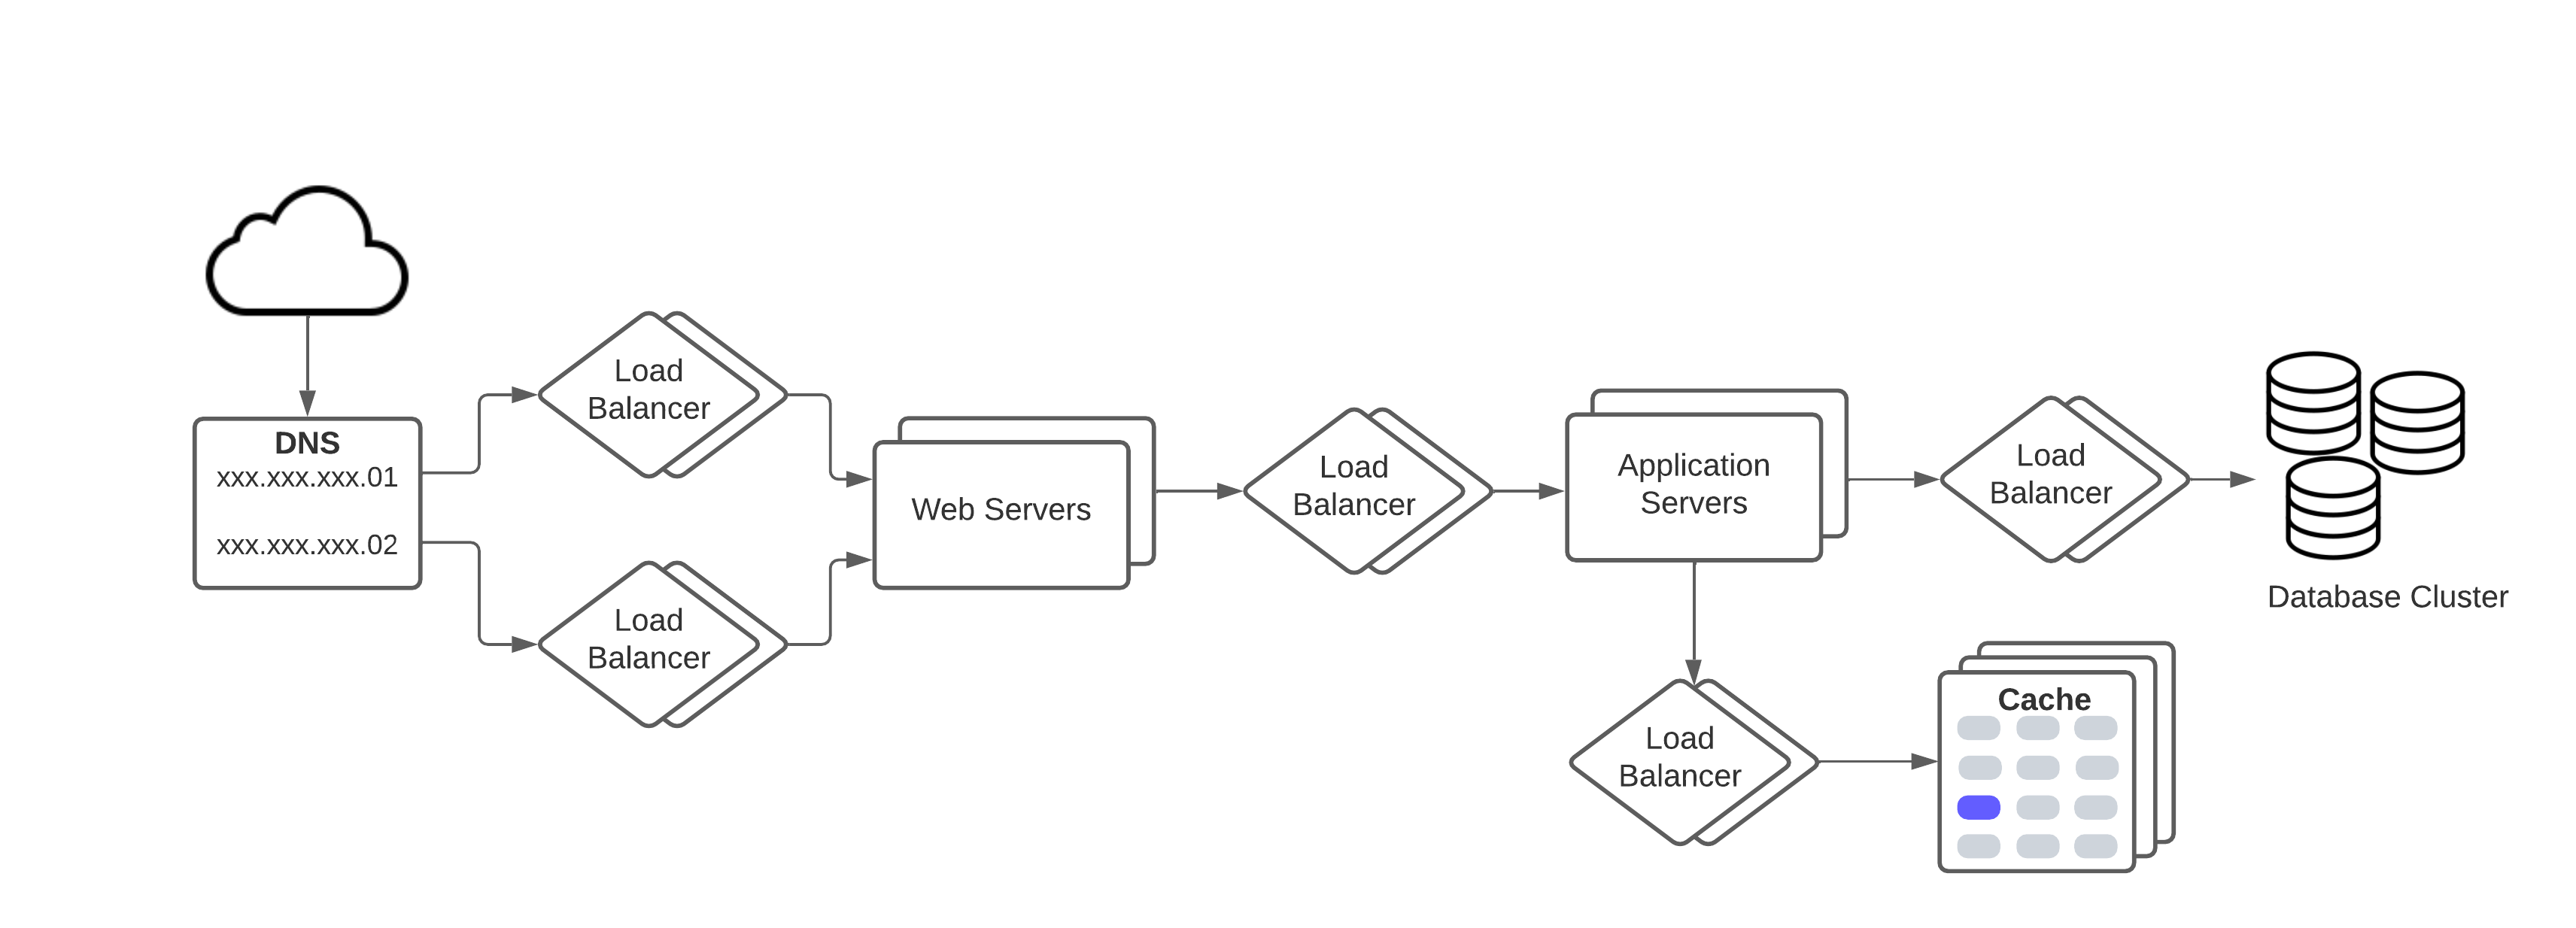 DNS
xxx.xxx.xxx.01
xxx.xxx.xxx.02
Load
Balancer
Load
Balancer
Web Servers
Load
Balancer
Application
Servers
Load
Balancer
Database Cluster
Load
Balancer
Cache